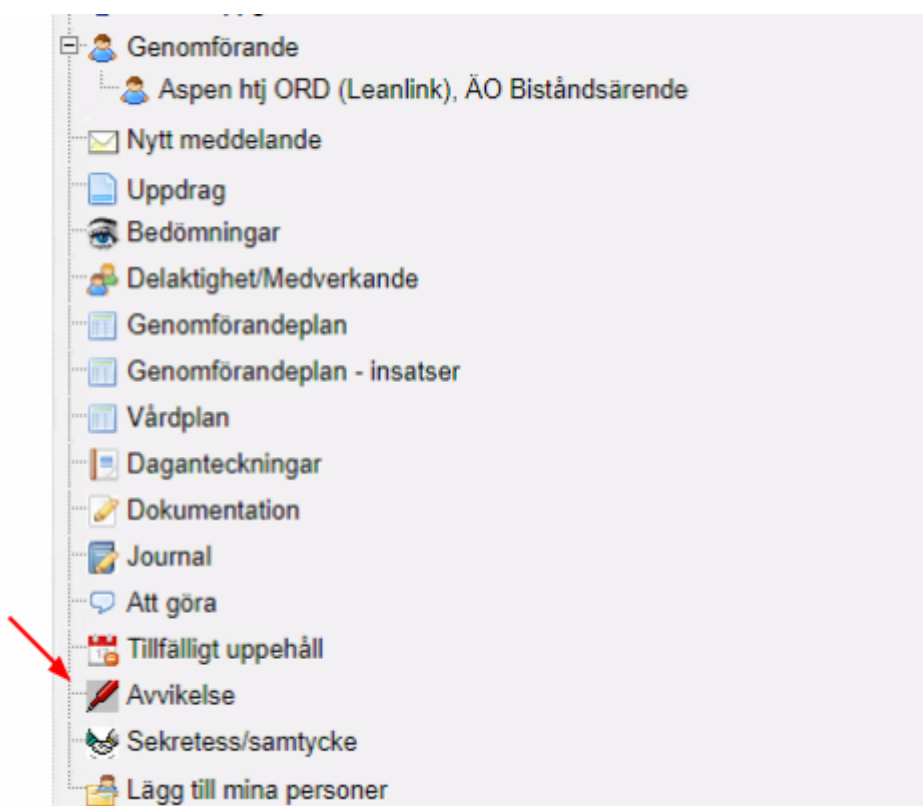 Genomförande
Aspen htj ORD (Leanlink), ÄO Biståndsärende
Nytt meddelande
Uppdrag
Bedömningar
Delaktighet/Medverkande
Genomförandeplan
Genomförandeplan - insatser
Vårdplan
Daganteckningar
Dokumentation
Journal
Att göra
Tillfälligt uppehåll
Avvikelse
Sekretess/samtycke
Lägg till mina personer